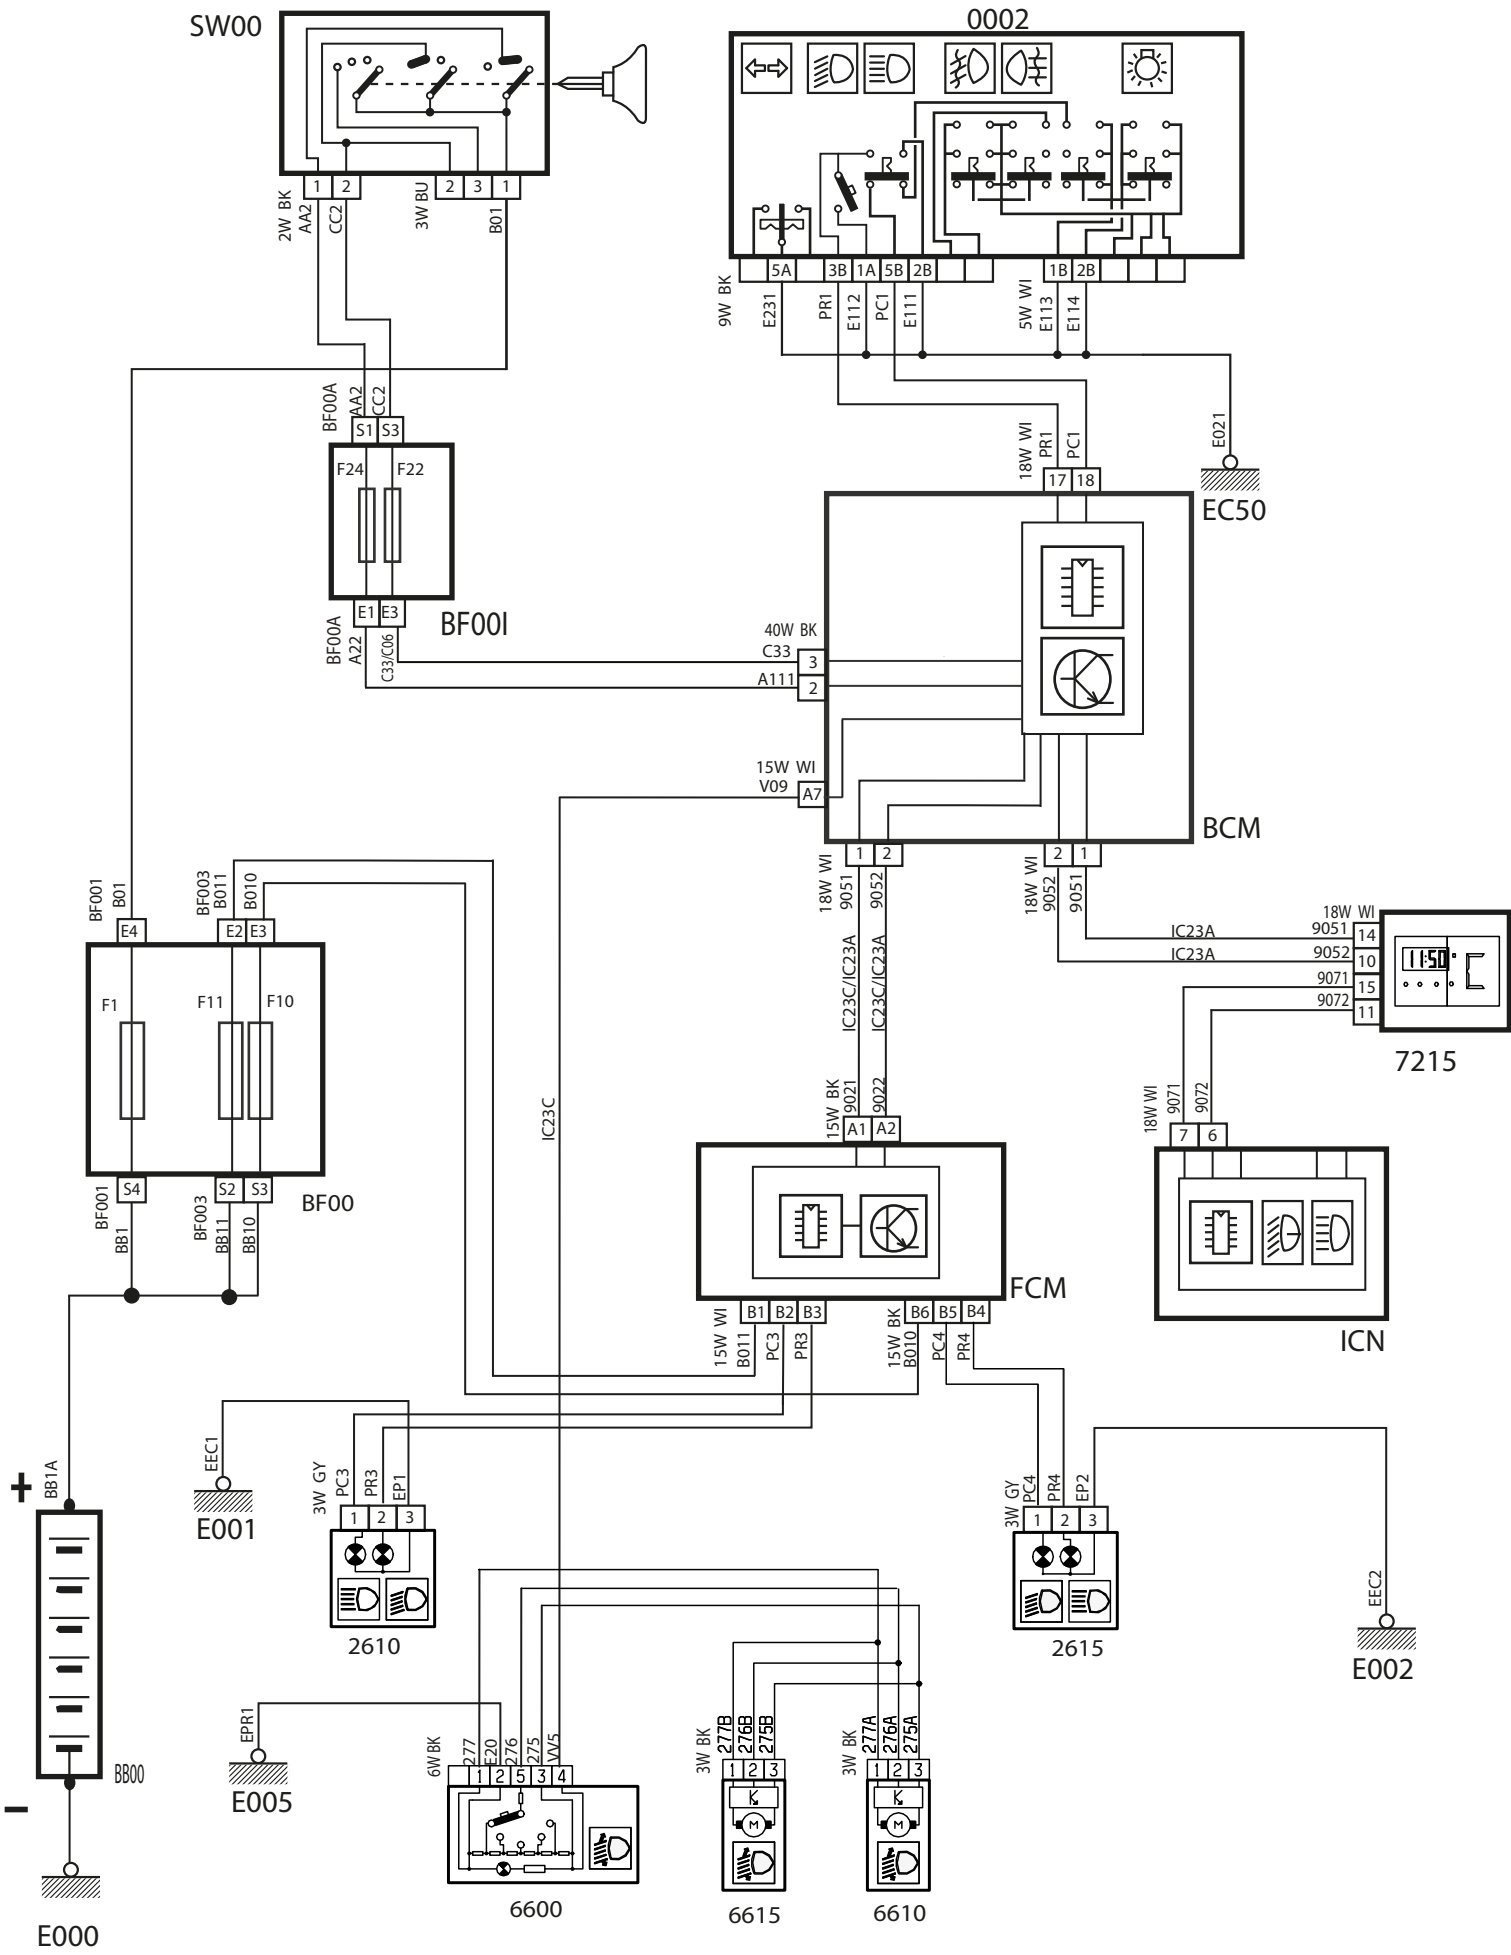 SW00
0002
1 2 2 3 1
2W BK
AA2
CC2
3W BU
B01
5A 3B 1A 5B 2B 1B 2B
9W BK
E231
PR1
E112
PC1
E111
5W WI
E113
E114
BF00A
AA2
CC2
S1 S3
F24 F22
E1 E3
BF00I
BF00A
A22
C33/C06
18W WI
PR1
PC1
17 18
E021
EC50
40W BK
C33 3
A111 2
15W WI
V09 A7
BCM
1 2 2 1
18W WI
9051
9052
18W WI
9052
9051
BF001
B01
BF003
B011
B010
E4 E2 E3
F1 F11 F10
S4 S2 S3
BF00
BF001
BB1
BF003
BB11
BB10
IC23C/IC23A
IC23C/IC23A
IC23A
IC23A
18W WI
9051 14
9052 10
9071 15
9072 11
11:50
7215
IC23C
15W BK
9021
9022
A1 A2
FCM
18W WI
9071
9072
7 6
ICN
B1 B2 B3 B6 B5 B4
15W WI
B011
PC3
PR3
15W BK
B010
PC4
PR4
+
BB1A
BB00
–
E000
EEC1
E001
3W GY
PC3
PR3
EP1
1 2 3
2610
3W GY
PC4
PR4
EP2
1 2 3
2615
EEC2
E002
EPR1
E005
6W BK
277
E20
276
275
VV5
1 2 5 3 4
6600
3W BK
277B
276B
275B
1 2 3
M
6615
3W BK
277A
276A
275A
1 2 3
M
6610